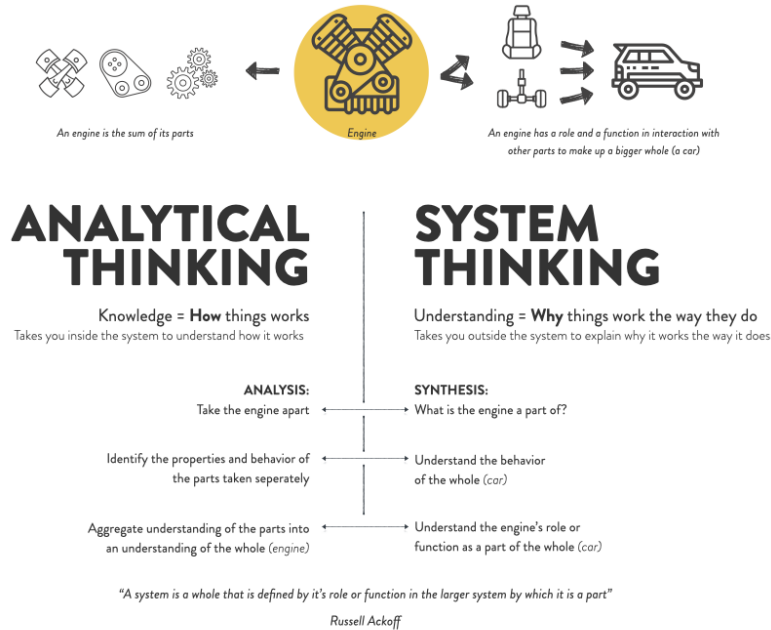 An engine is the sum of its parts
Engine
An engine has a role and a function in interaction with
other parts to make up a bigger whole (a car)
ANALYTICAL
THINKING
Knowledge = How things works
Takes you inside the system to understand how it works
SYSTEM
THINKING
Understanding = Why things work the way they do
Takes you outside the system to explain why it works the way it does
ANALYSIS:
Take the engine apart
SYNTHESIS:
What is the engine a part of?
Identify the properties and behavior of
the parts taken seperately
Understand the behavior
of the whole (car)
Aggregate understanding of the parts into
an understanding of the whole (engine)
Understand the engine's role or
function as a part of the whole (car)
“A system is a whole that is defined by it's role or function in the larger system by which it is a part”
Russell Ackoff